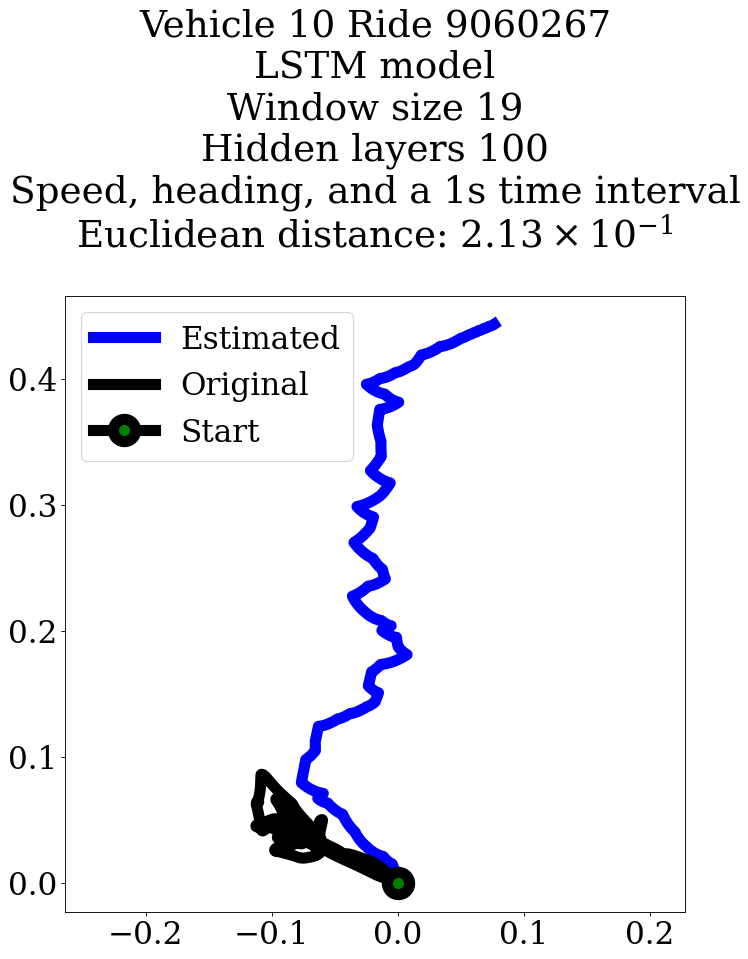 Vehicle 10 Ride 9060267
LSTM model
Window size 19
Hidden layers 100
Speed, heading, and a 1s time interval
Euclidean distance: 2.13 × 10⁻¹
Estimated
Original
Start
0.4
0.3
0.2
0.1
0.0
−0.2 −0.1 0.0 0.1 0.2